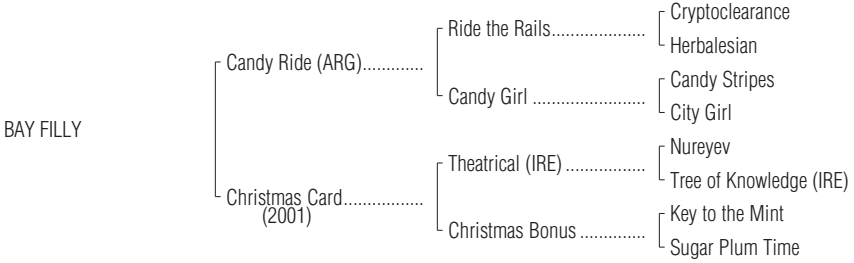 Cryptoclearance
Ride the Rails.....................
Herbalesian
Candy Ride (ARG).............
Candy Stripes
Candy Girl .........................
City Girl
BAY FILLY
Nureyev
Theatrical (IRE) ..................
Tree of Knowledge (IRE)
Christmas Card.................
(2001)
Key to the Mint
Christmas Bonus ...............
Sugar Plum Time